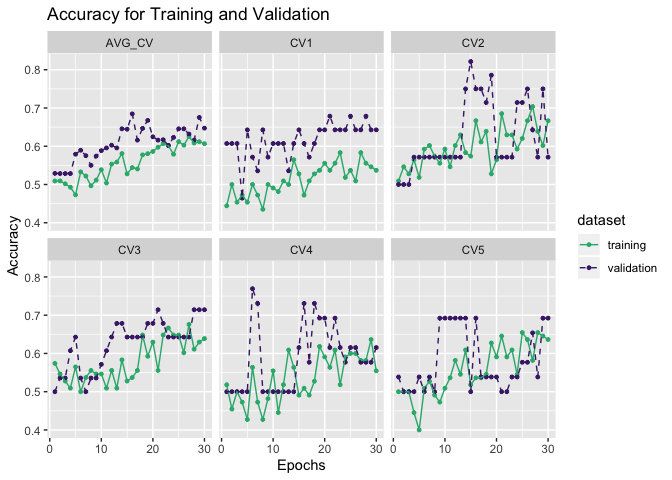 Accuracy for Training and Validation
AVG_CV CV1 CV2
0.8
0.7
0.6
0.5
0.4
CV3 CV4 CV5
0.8
0.7
0.6
0.5
0.4
0 10 20 30 0 10 20 30 0 10 20 30
Epochs
Accuracy
dataset
training
validation